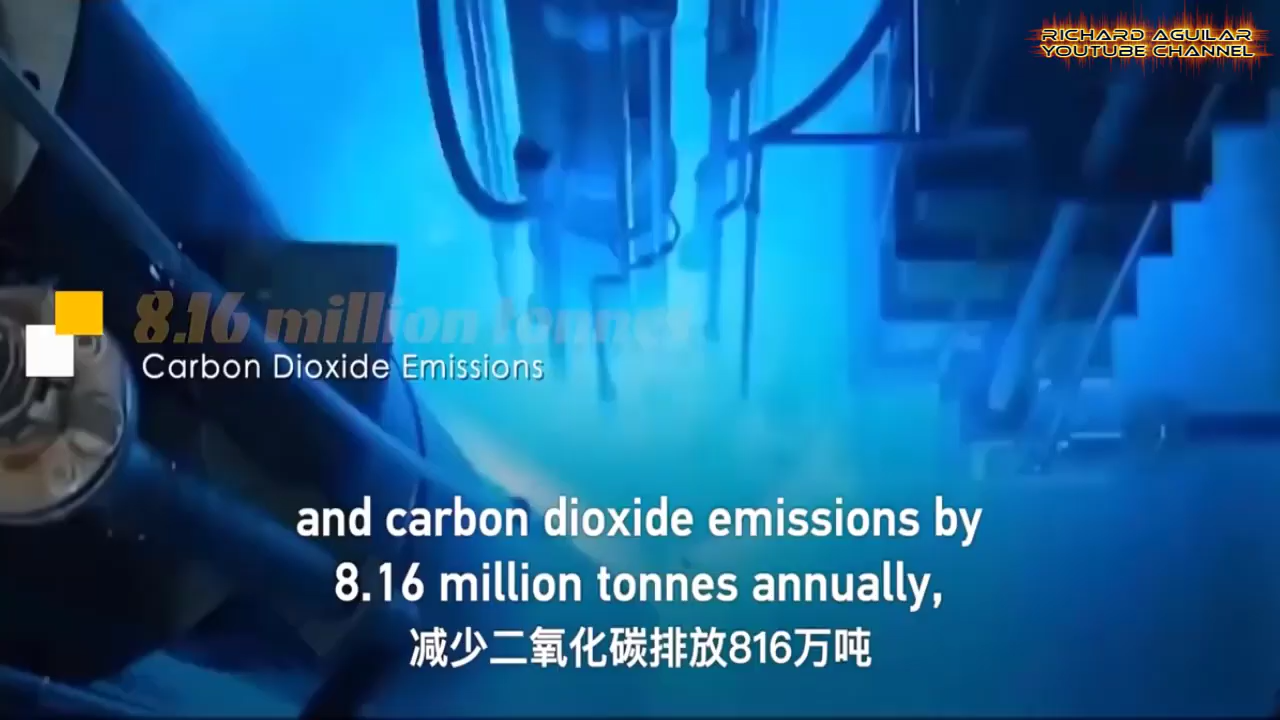 RICHARD AGUILAR
YOUTUBE CHANNEL
8.16 million tonnes
Carbon Dioxide Emissions
and carbon dioxide emissions by
8.16 million tonnes annually,
减少二氧化碳排放816万吨